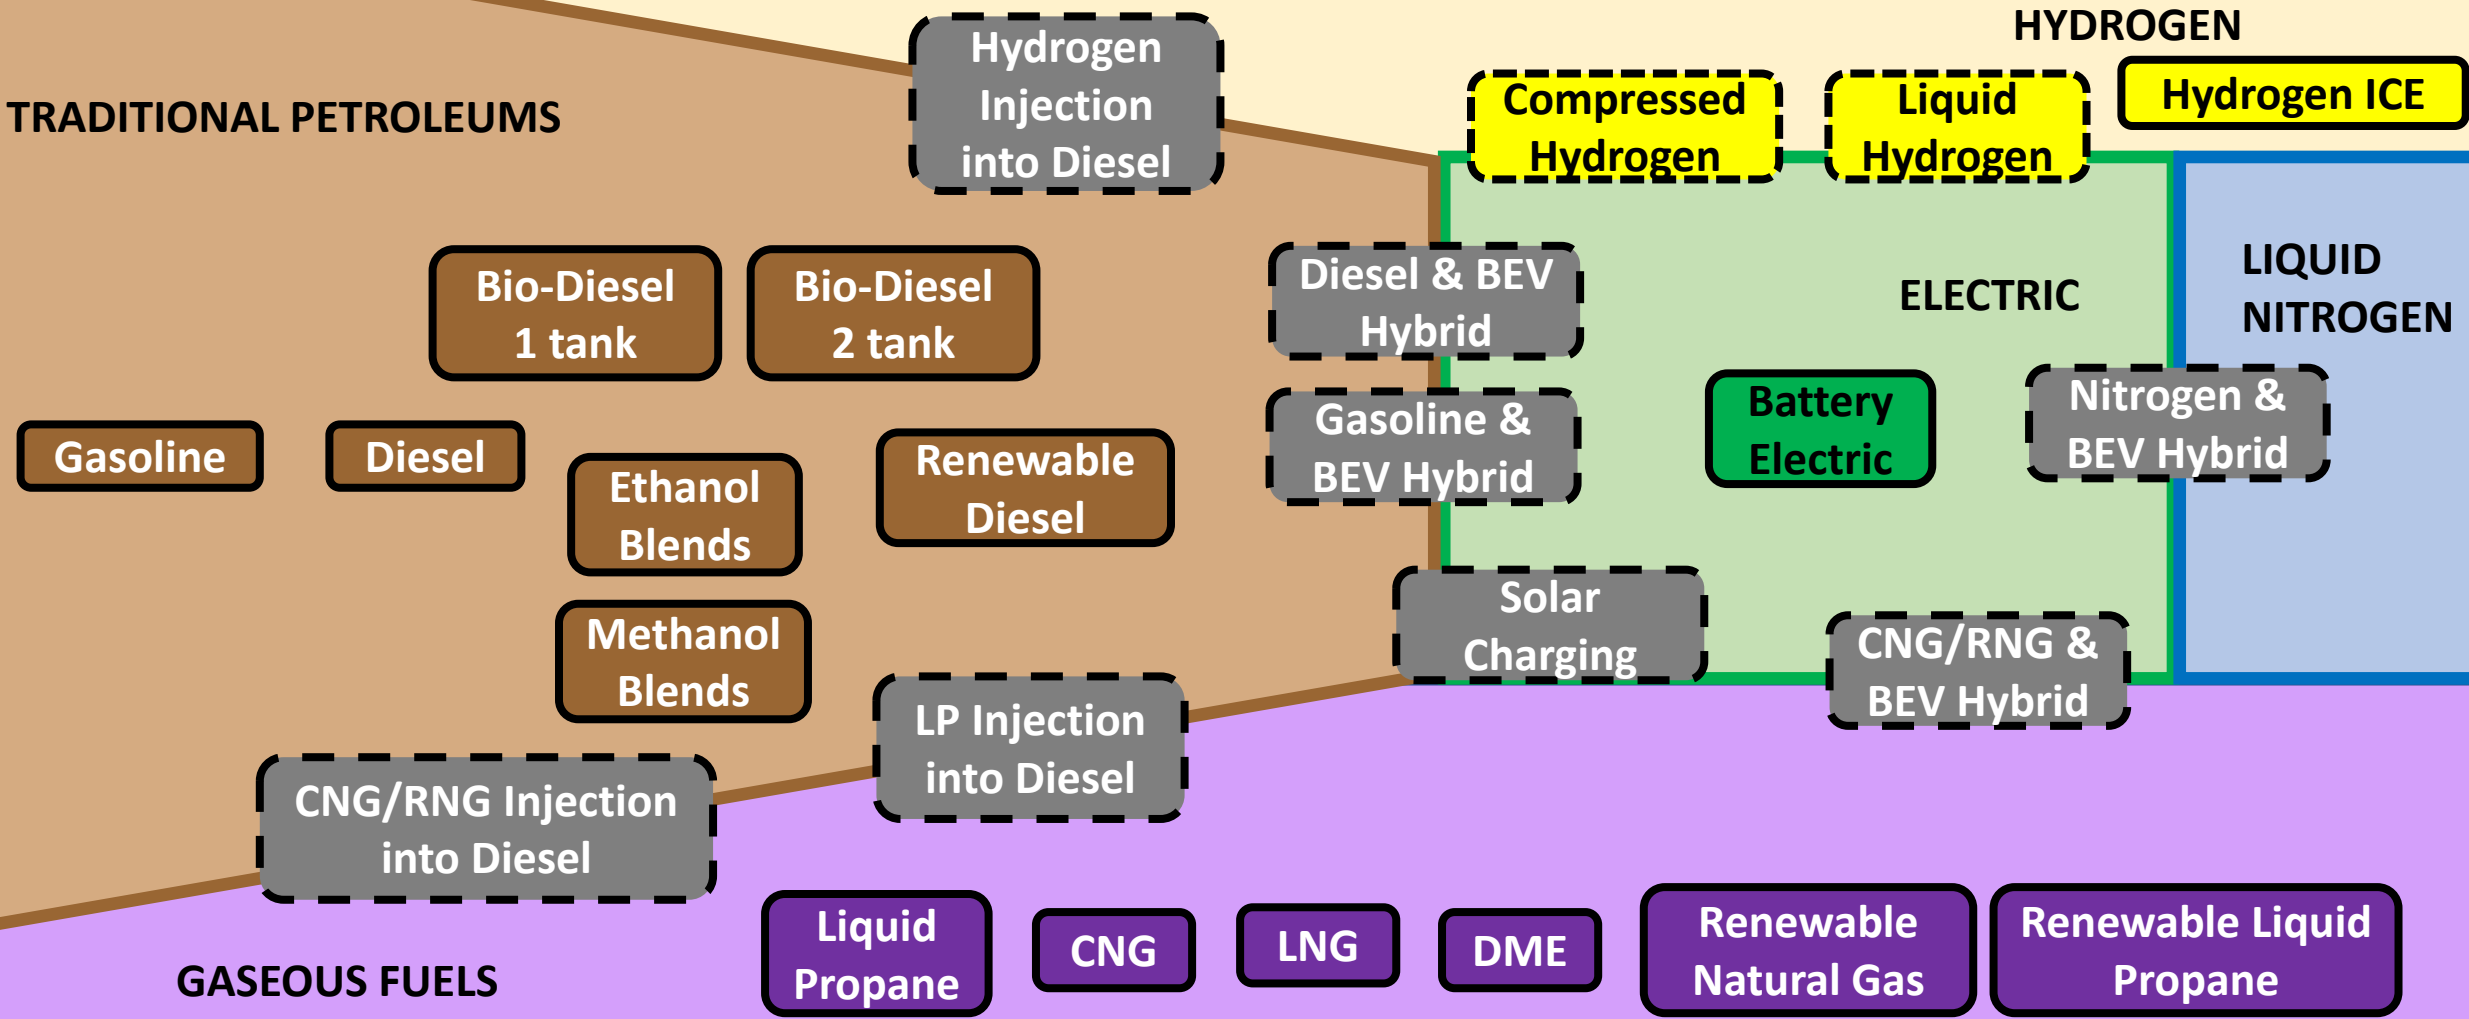 HYDROGEN
Hydrogen
Injection
into Diesel
Compressed
Hydrogen
Liquid
Hydrogen
Hydrogen ICE
TRADITIONAL PETROLEUMS
Bio-Diesel
1 tank
Bio-Diesel
2 tank
Diesel & BEV
Hybrid
ELECTRIC
LIQUID
NITROGEN
Gasoline
Diesel
Ethanol
Blends
Renewable
Diesel
Gasoline &
BEV Hybrid
Battery
Electric
Nitrogen &
BEV Hybrid
Methanol
Blends
Solar
Charging
CNG/RNG &
BEV Hybrid
LP Injection
into Diesel
CNG/RNG Injection
into Diesel
GASEOUS FUELS
Liquid
Propane
CNG
LNG
DME
Renewable
Natural Gas
Renewable Liquid
Propane